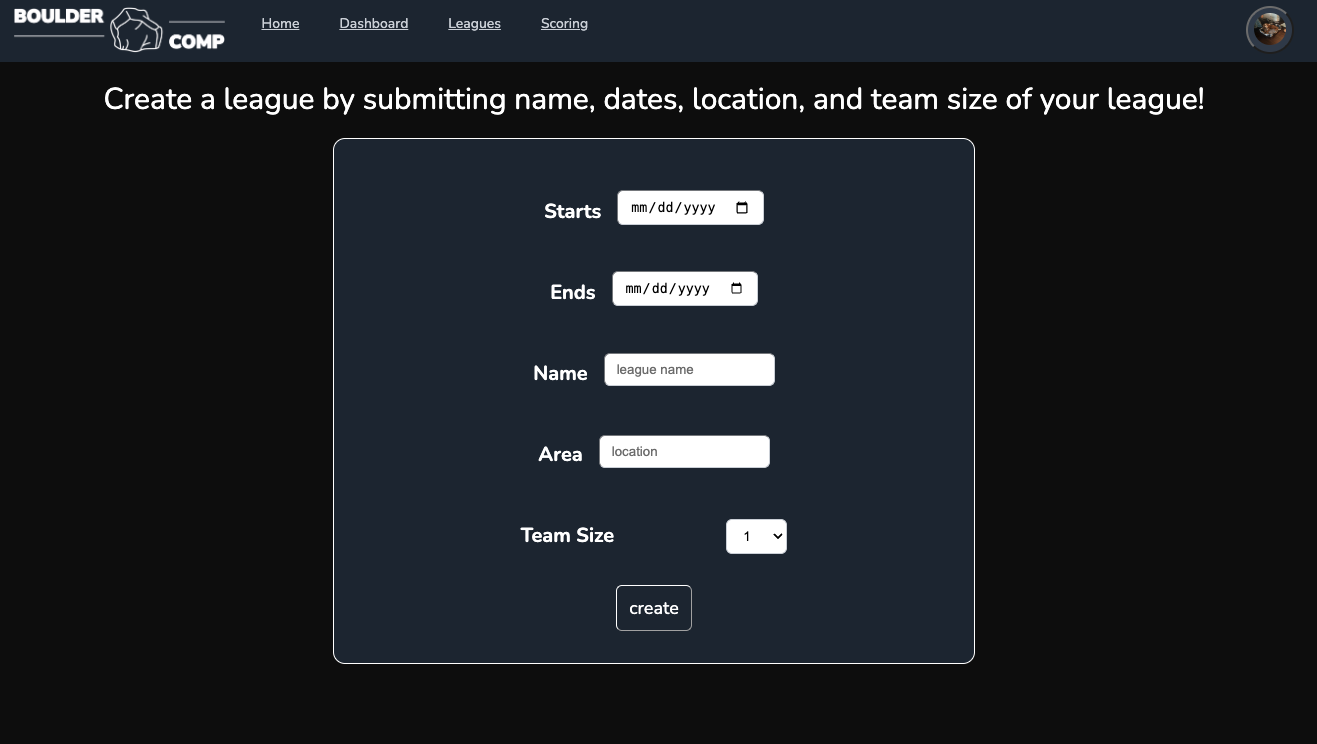 BOULDER
COMP
Home Dashboard Leagues Scoring
Create a league by submitting name, dates, location, and team size of your league!
Starts mm/dd/yyyy
Ends mm/dd/yyyy
Name league name
Area location
Team Size 1
create